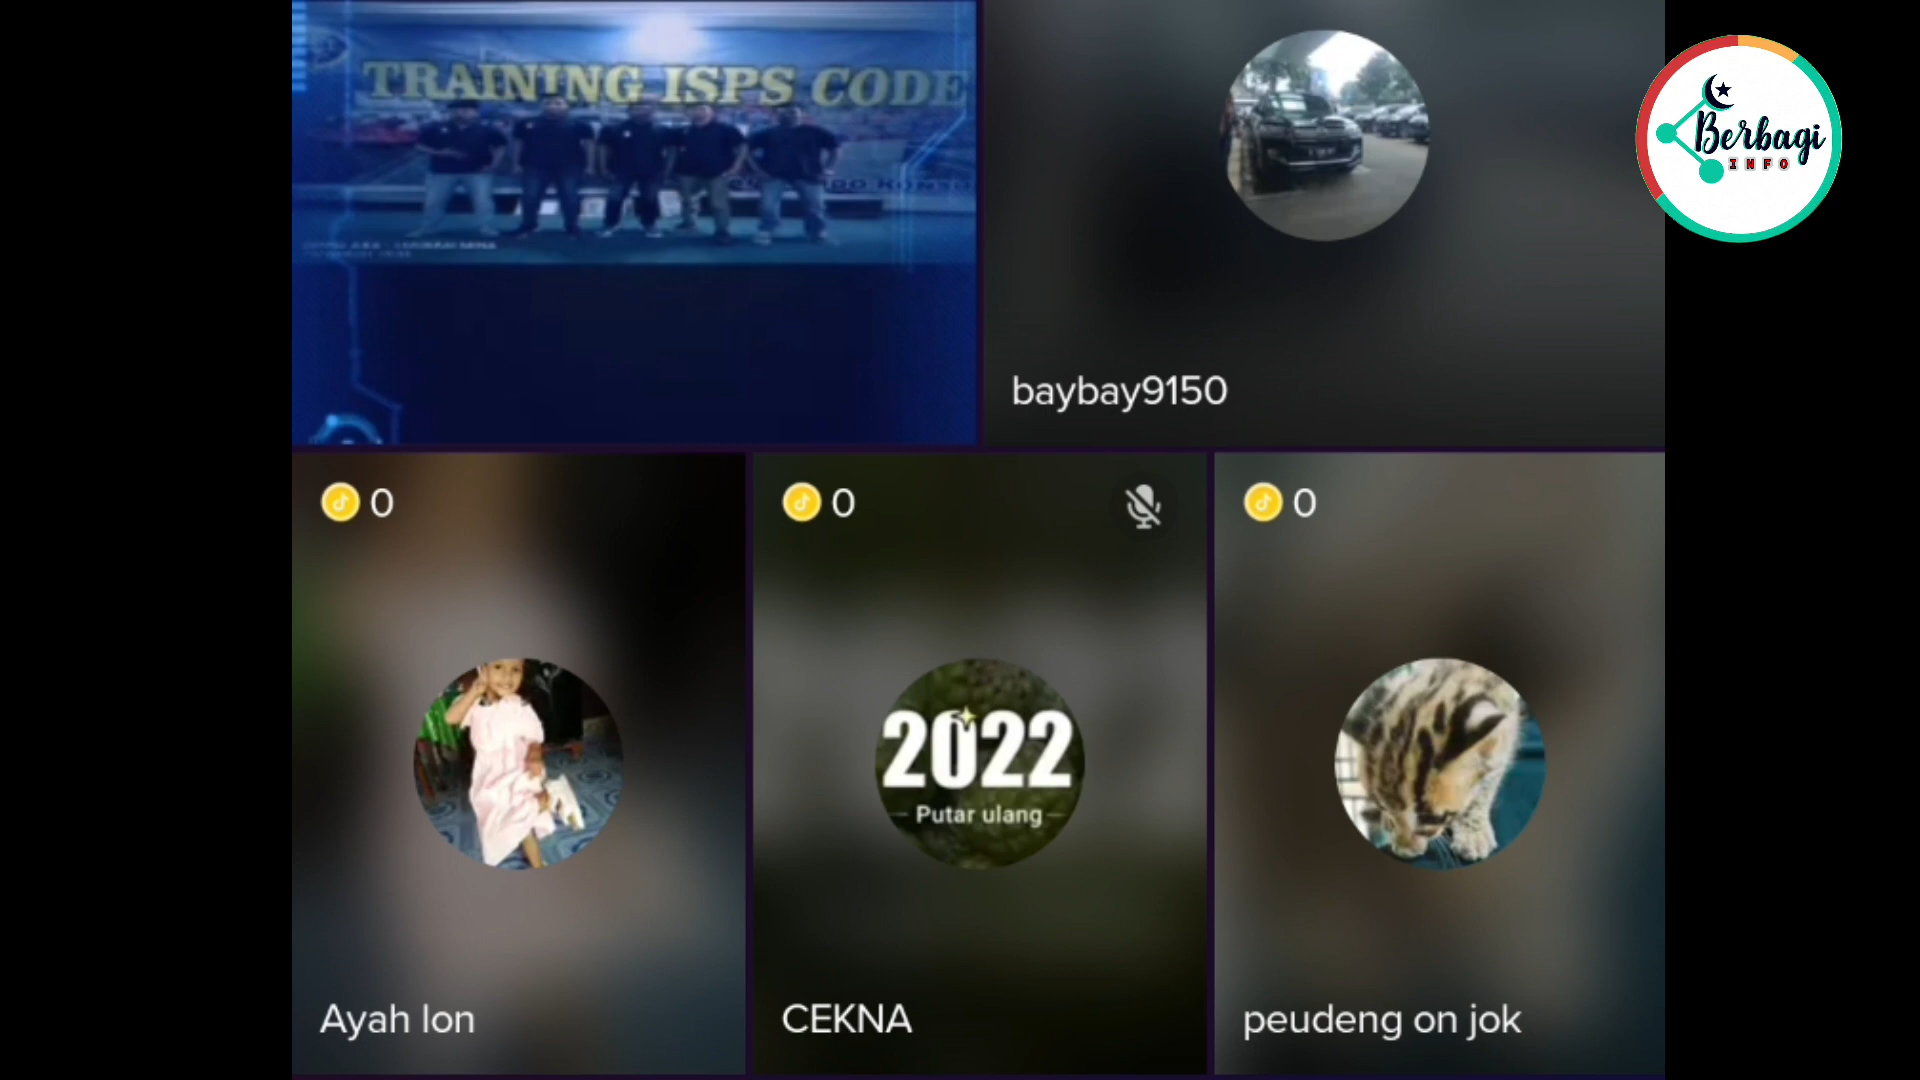 TRAINING ISPS CODE
Berbagi
INFO
baybay9150
0
0
0
2022
Putar ulang
Ayah lon
CEKNA
peudeng on jok